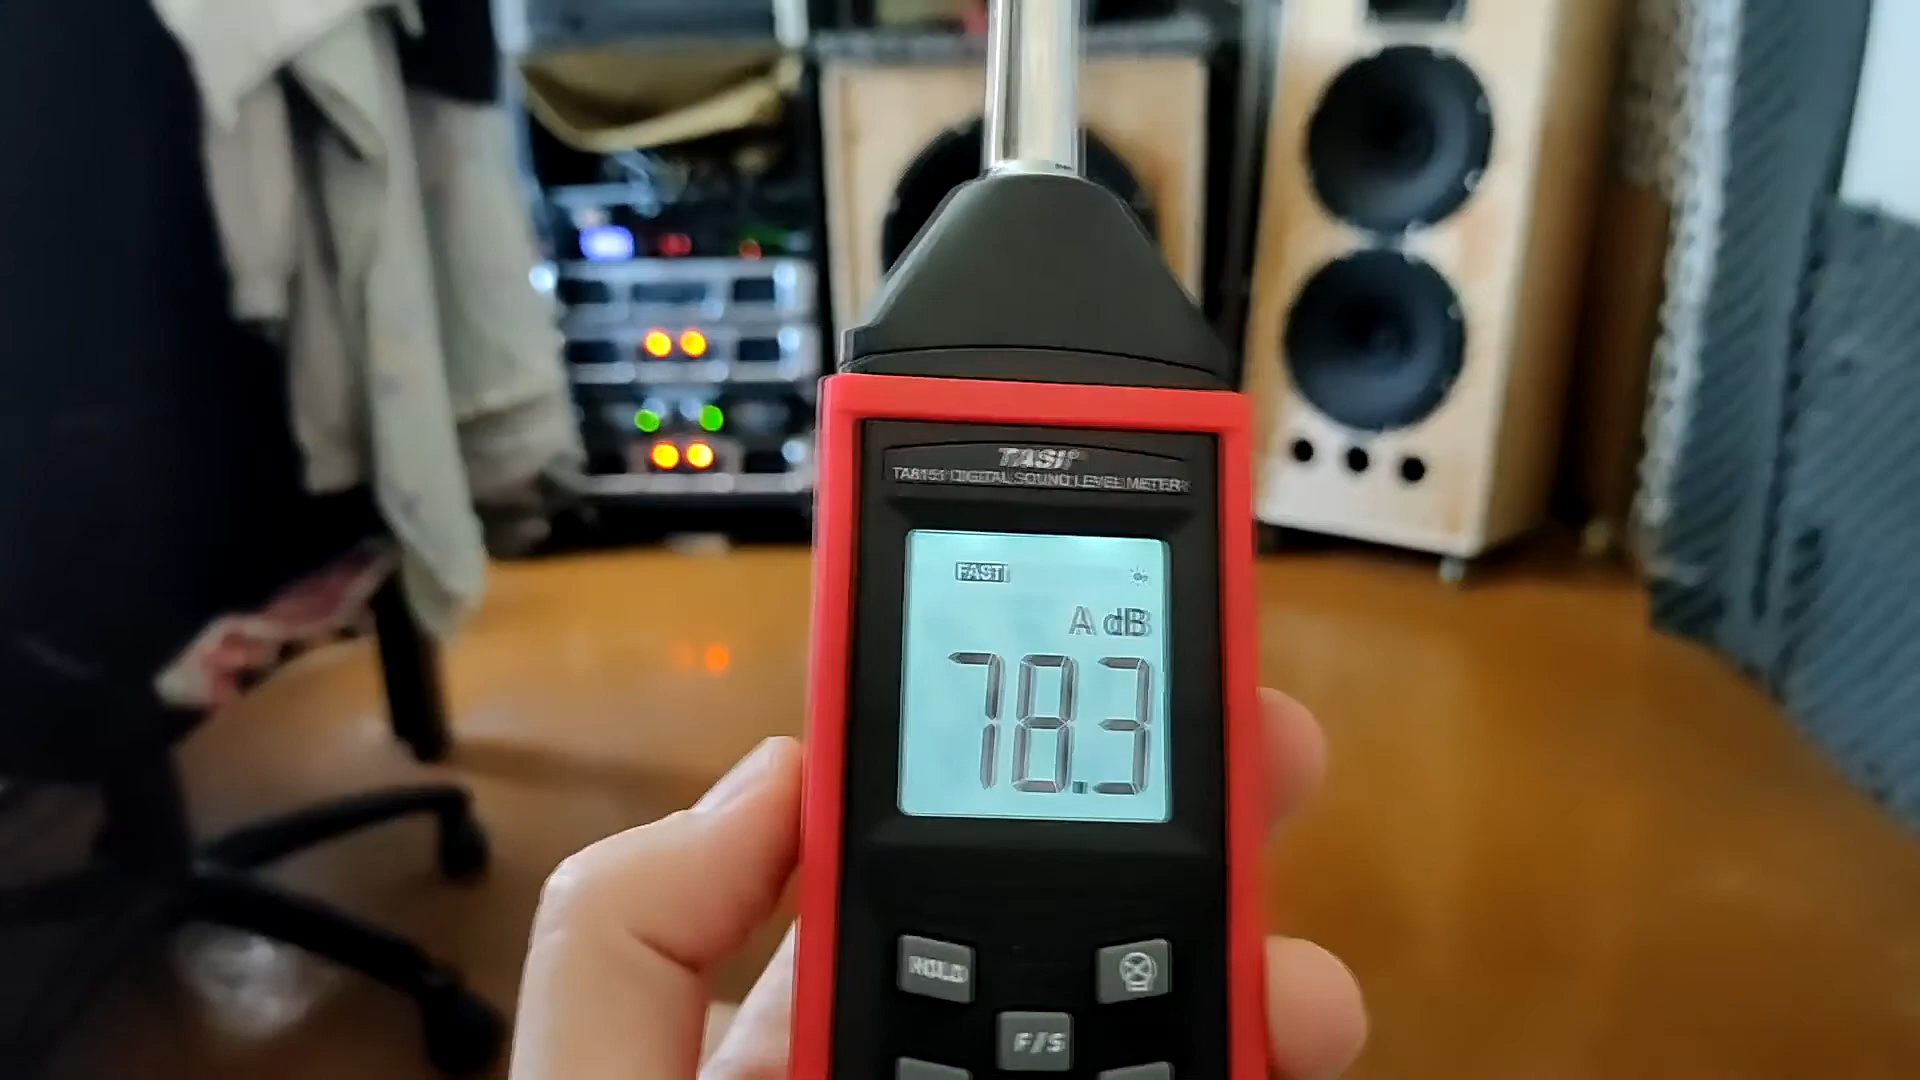 TASI®
TA8151 DIGITAL SOUND LEVEL METER
FAST
A dB
78.3
HOLD
F/S